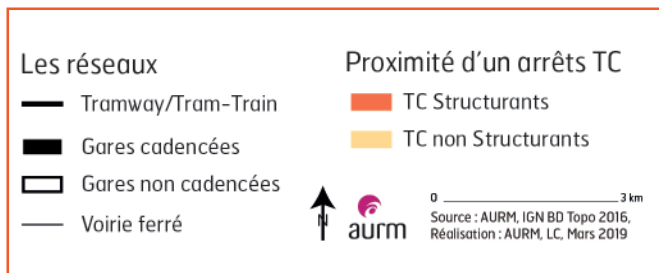 Les réseaux
Tramway/Tram-Train
Gares cadencées
Gares non cadencées
Voirie ferré
Proximité d'un arrêts TC
TC Structurants
TC non Structurants
N
aurm
0 3 km
Source : AURM, IGN BD Topo 2016,
Réalisation : AURM, LC, Mars 2019